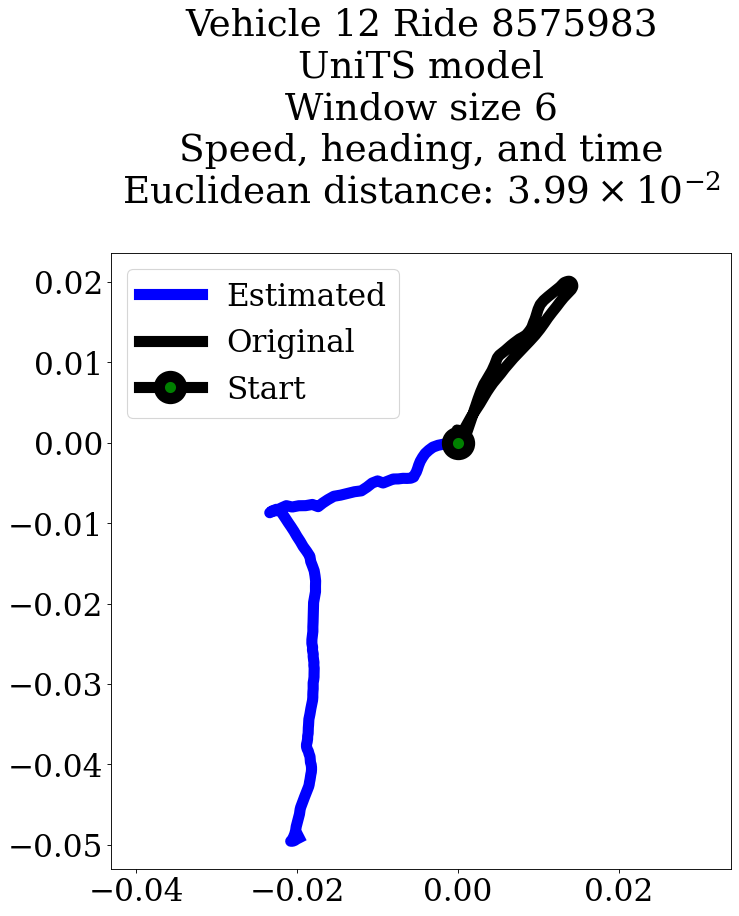 Vehicle 12 Ride 8575983
UniTS model
Window size 6
Speed, heading, and time
Euclidean distance: 3.99 × 10⁻²
Estimated
Original
Start
0.02
0.01
0.00
−0.01
−0.02
−0.03
−0.04
−0.05
−0.04 −0.02 0.00 0.02